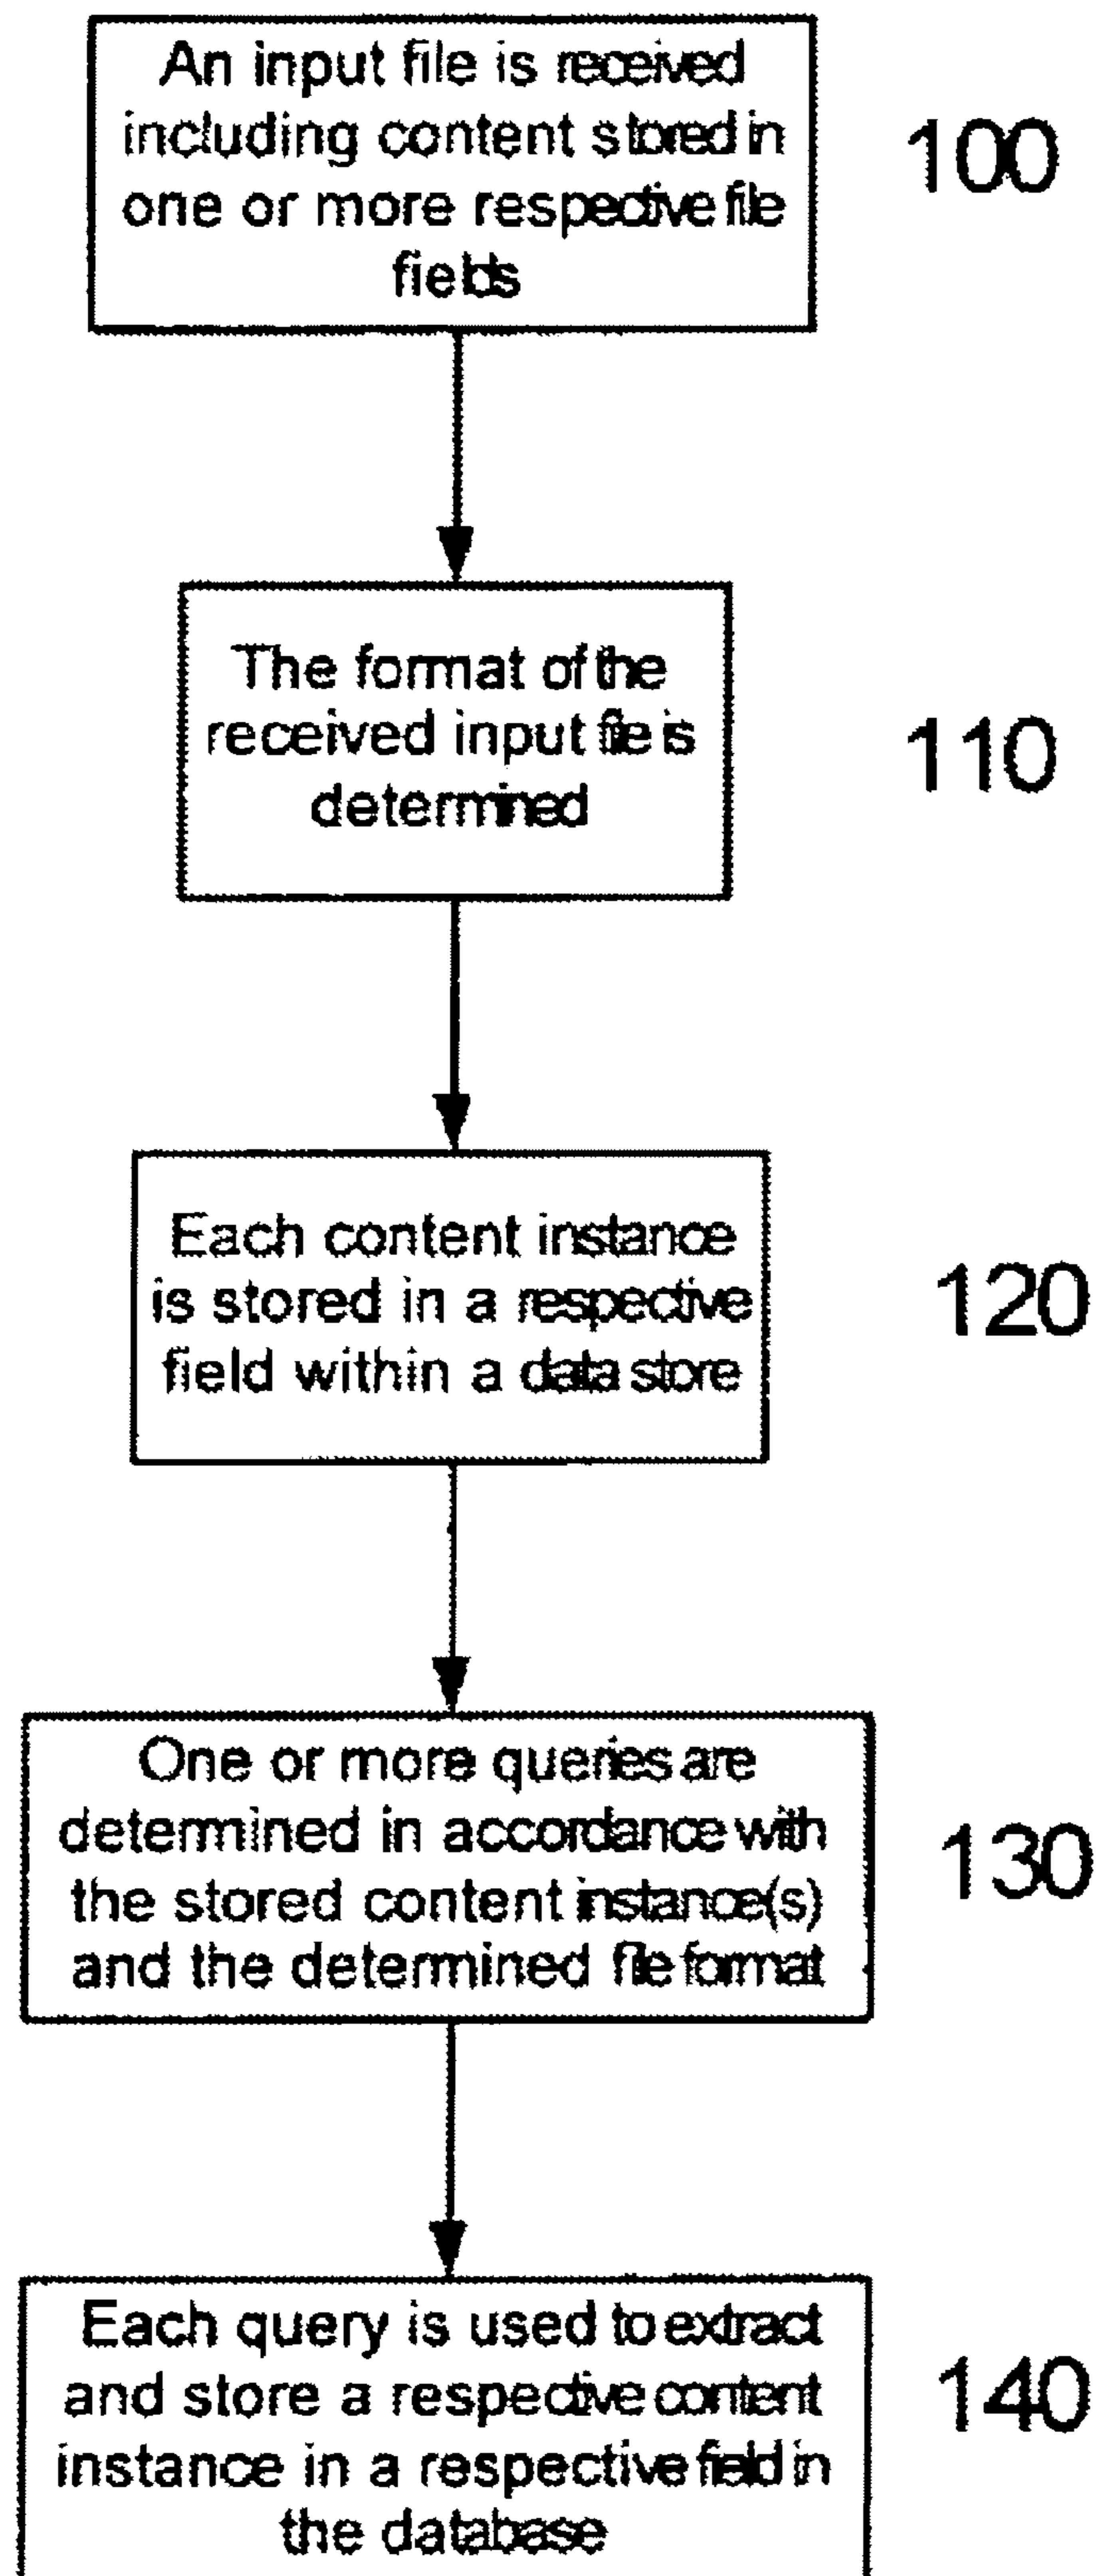 An input file is received
including content stored in
one or more respective file
fields
100
The format of the
received input file is
determined
110
Each content instance
is stored in a respective
field within a data store
120
One or more queries are
determined in accordance with
the stored content instance(s)
and the determined file format
130
Each query is used to extract
and store a respective content
instance in a respective field in
the database
140